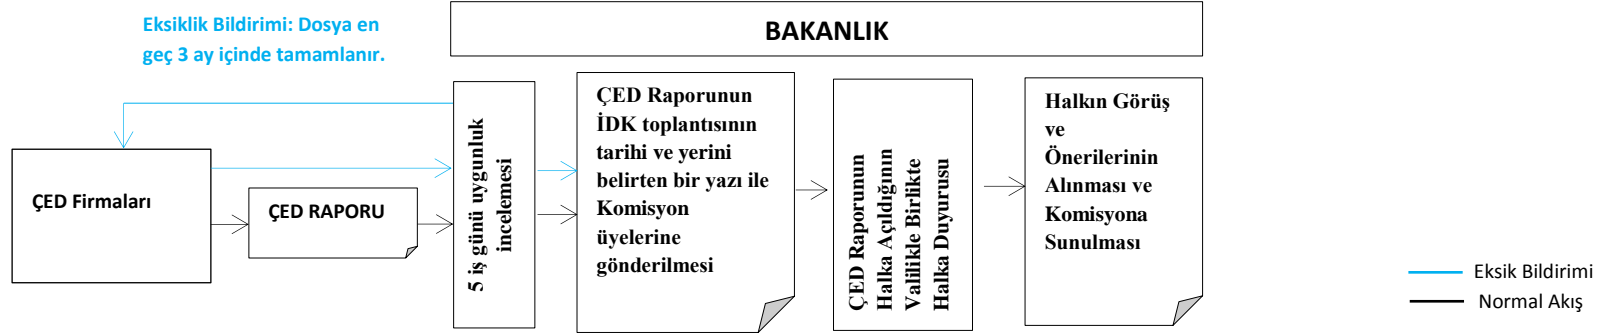 Eksiklik Bildirimi: Dosya en
geç 3 ay içinde tamamlanır.
BAKANLIK
ÇED Firmaları
ÇED RAPORU
5 iş günü uygunluk
incelemesi
ÇED Raporunun
İDK toplantısının
tarihi ve yerini
belirten bir yazı ile
Komisyon
üyelerine
gönderilmesi
ÇED Raporunun
Halka Açıldığının
Valilikle Birlikte
Halka Duyurusu
Halkın Görüş
ve
Önerilerinin
Alınması ve
Komisyona
Sunulması
Eksik Bildirimi
Normal Akış